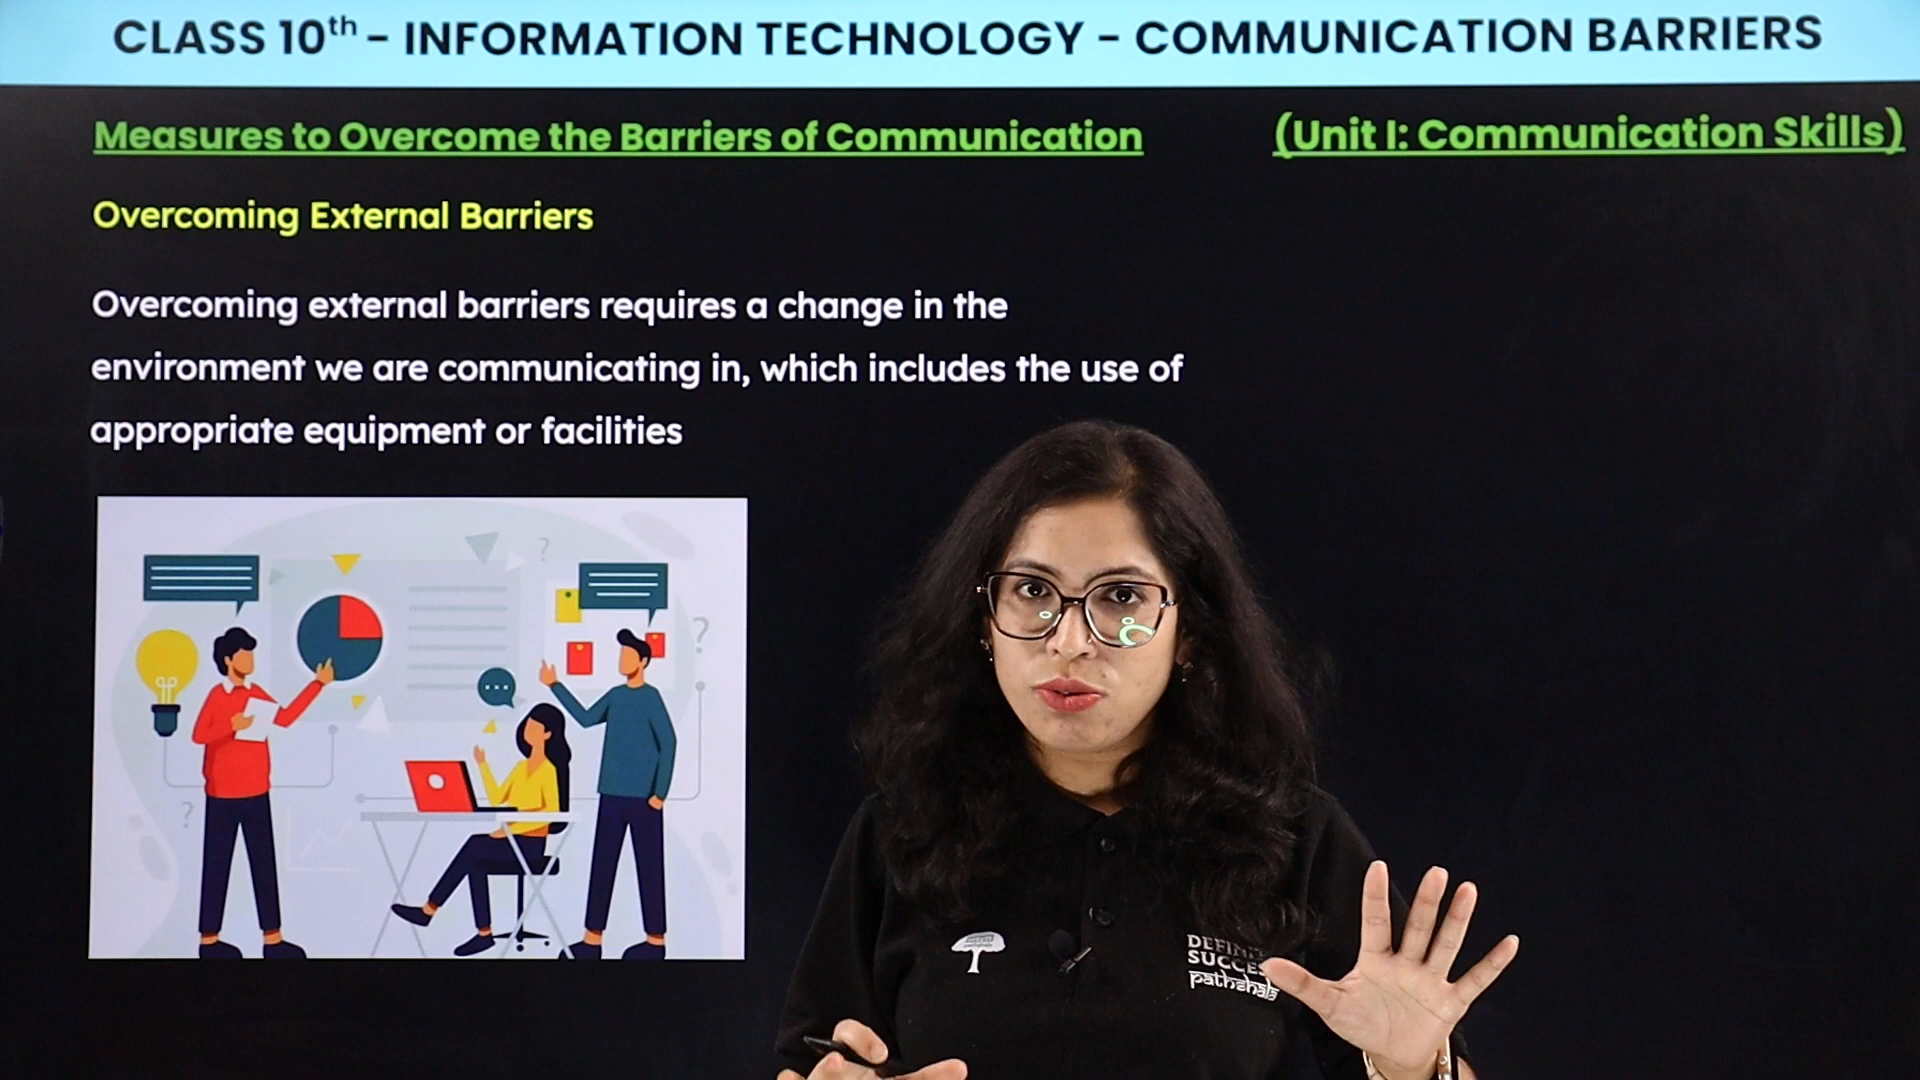 CLASS 10th - INFORMATION TECHNOLOGY - COMMUNICATION BARRIERS
Measures to Overcome the Barriers of Communication (Unit I: Communication Skills)
Overcoming External Barriers
Overcoming external barriers requires a change in the
environment we are communicating in, which includes the use of
appropriate equipment or facilities
? ? ?
SUCCESS
pathshala